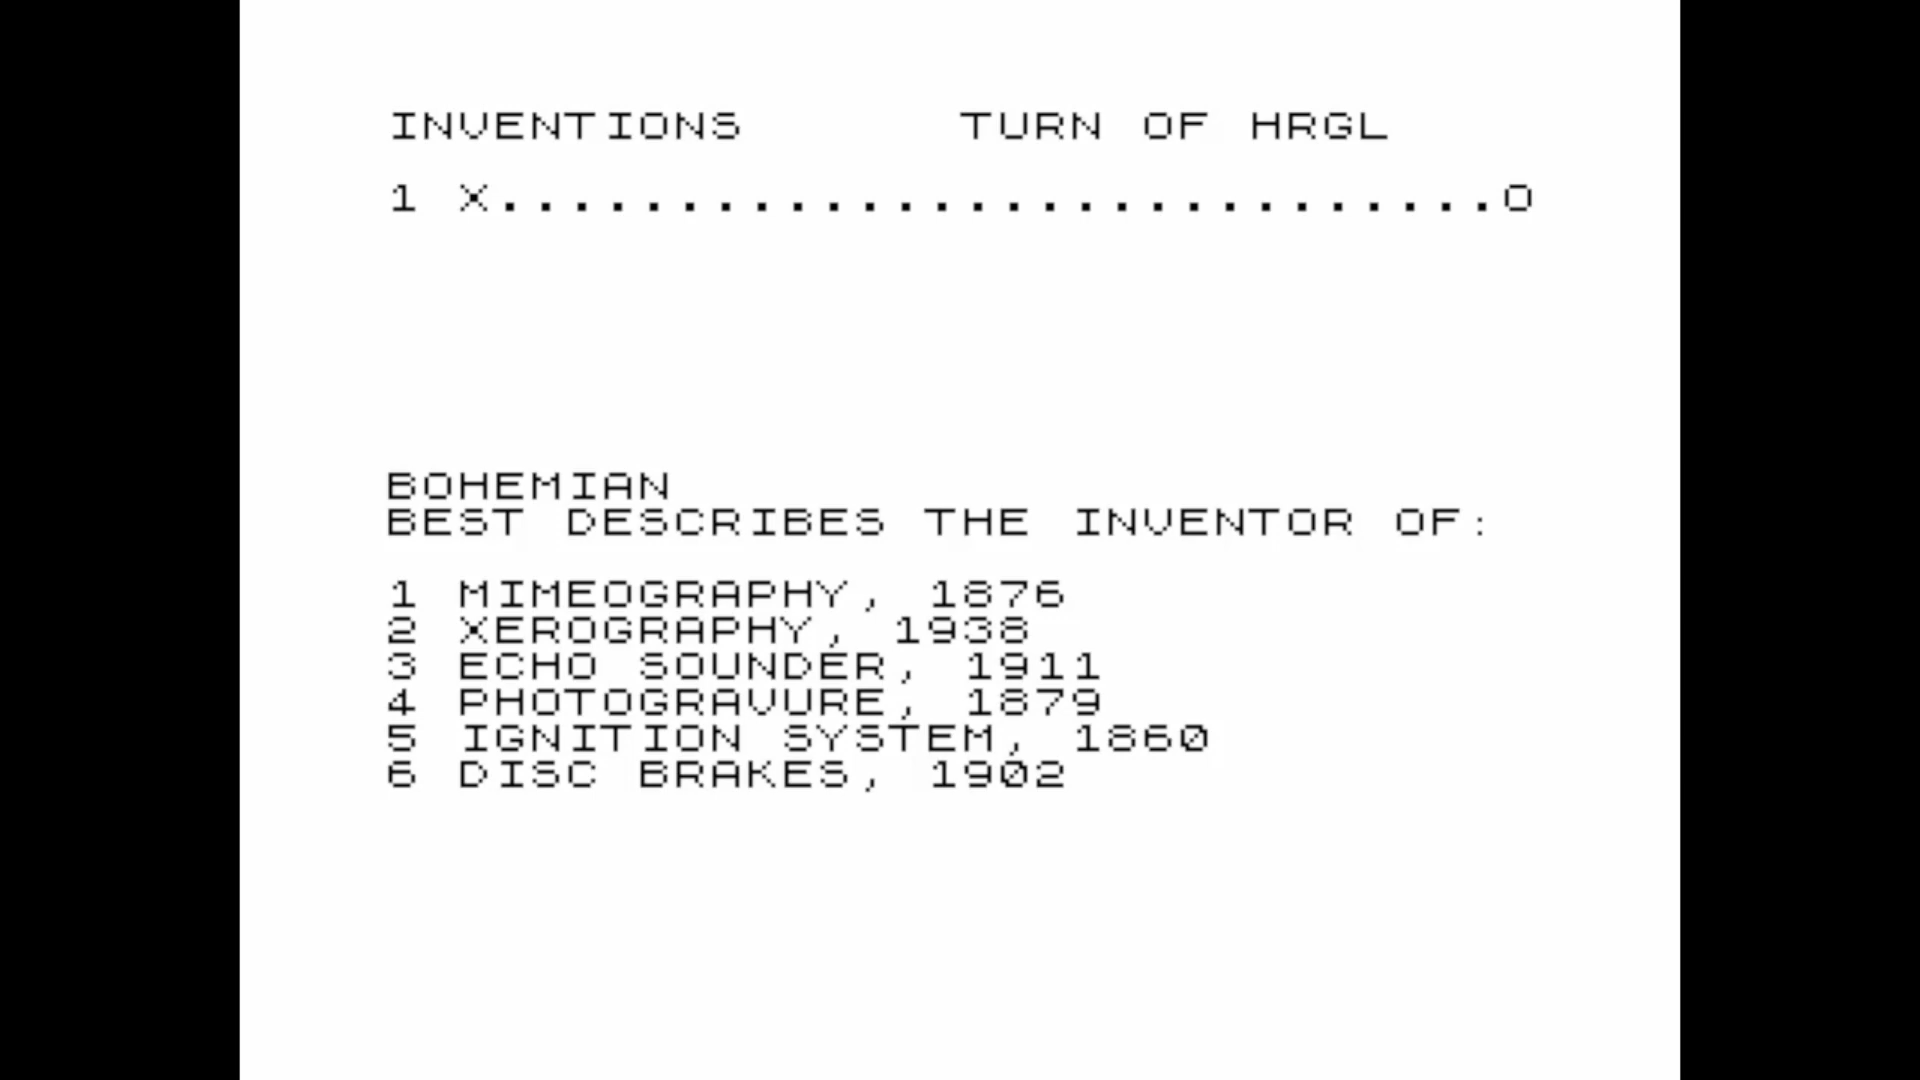 INVENTIONS TURN OF HRGL
1 X............................O
BOHEMIAN
BEST DESCRIBES THE INVENTOR OF:
1 MIMEOGRAPHY, 1876
2 XEROGRAPHY, 1938
3 ECHO SOUNDER, 1911
4 PHOTOGRAVURE, 1879
5 IGNITION SYSTEM, 1860
6 DISC BRAKES, 1902